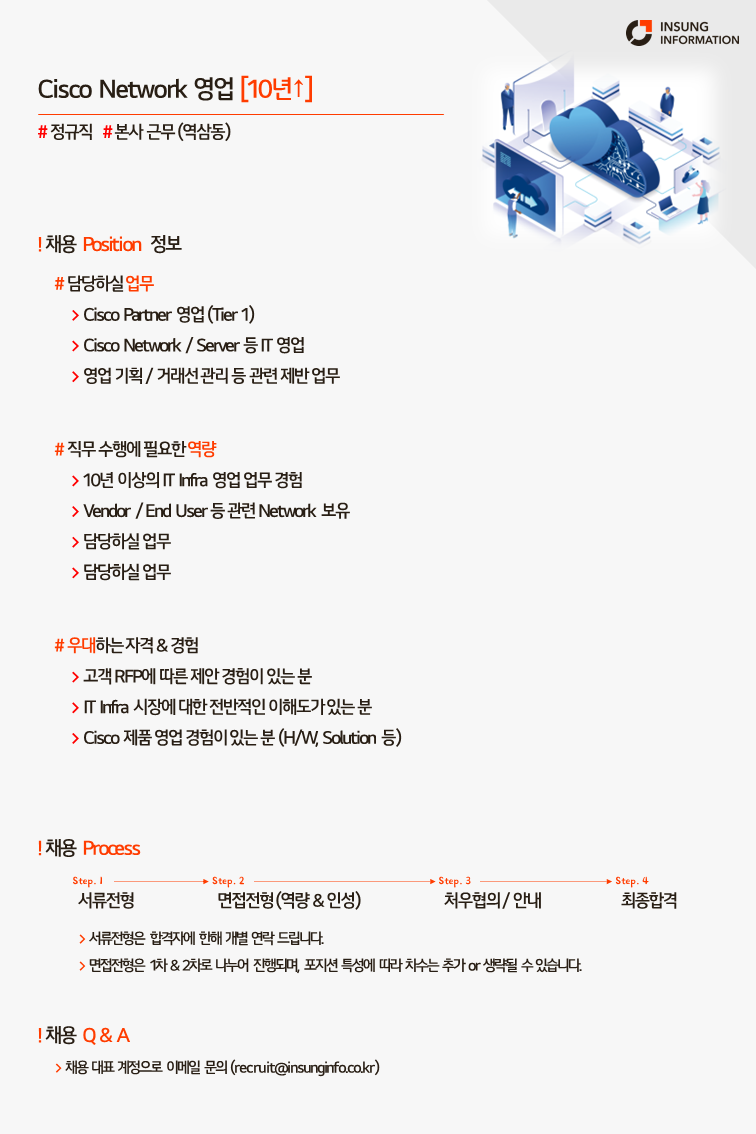 INSUNG
INFORMATION
Cisco Network 영업 [10년↑]
# 정규직 # 본사 근무 (역삼동)
! 채용 Position 정보
# 담당하실 업무
> Cisco Partner 영업 (Tier 1)
> Cisco Network / Server 등 IT 영업
> 영업 기획 / 거래선 관리 등 관련 제반 업무
# 직무 수행에 필요한 역량
> 10년 이상의 IT Infra 영업 업무 경험
> Vendor / End User 등 관련 Network 보유
> 담당하실 업무
> 담당하실 업무
# 우대하는 자격 & 경험
> 고객 RFP에 따른 제안 경험이 있는 분
> IT Infra 시장에 대한 전반적인 이해도가 있는 분
> Cisco 제품 영업 경험이 있는 분 (H/W, Solution 등)
! 채용 Process
Step. 1 Step. 2 Step. 3 Step. 4
서류전형 면접전형 (역량 & 인성) 처우협의 / 안내 최종합격
> 서류전형은 합격자에 한해 개별 연락 드립니다.
> 면접전형은 1차 & 2차로 나누어 진행되며, 포지션 특성에 따라 차수는 추가 or 생략될 수 있습니다.
! 채용 Q & A
> 채용 대표 계정으로 이메일 문의 (recruit@insunginfo.co.kr)